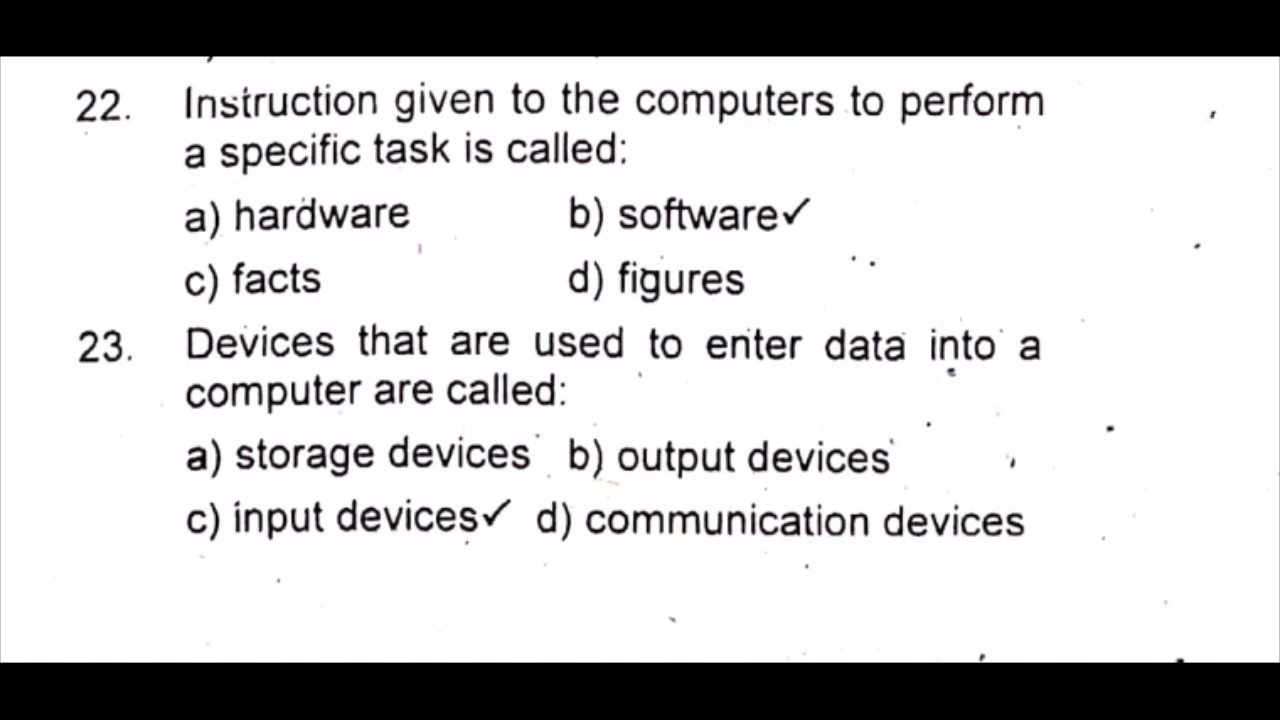 22. Instruction given to the computers to perform
a specific task is called:
a) hardware b) software✓
c) facts d) figures
23. Devices that are used to enter data into a
computer are called:
a) storage devices b) output devices
c) input devices✓ d) communication devices